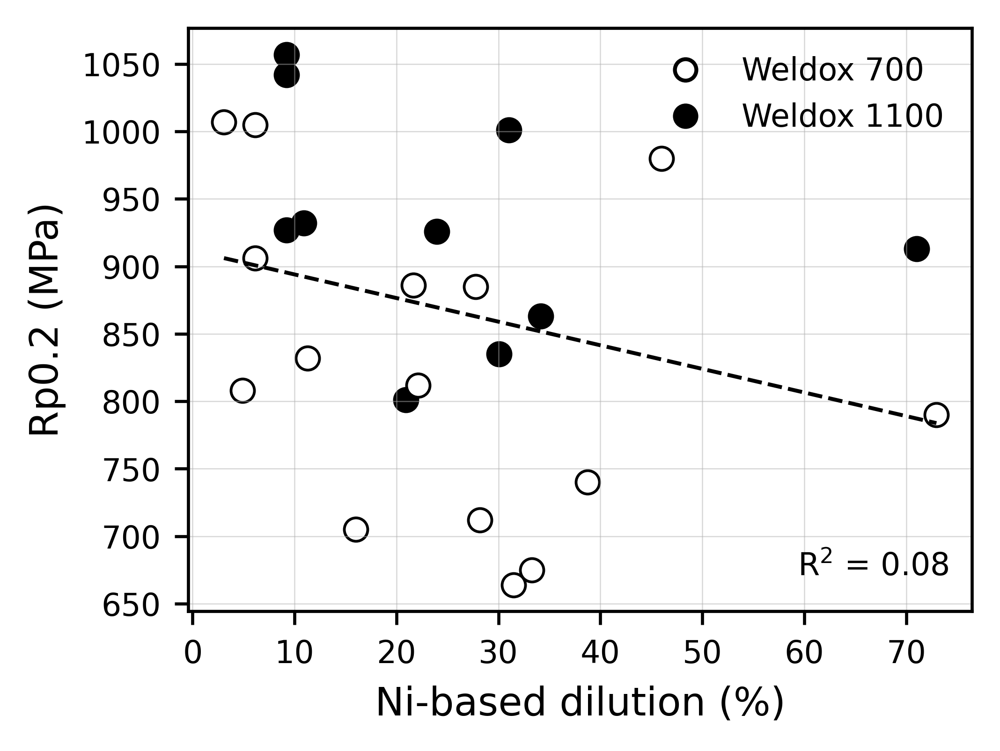 Weldox 700
Weldox 1100
1050
1000
950
900
850
800
750
700
650
Rp0.2 (MPa)
R² = 0.08
0 10 20 30 40 50 60 70
Ni-based dilution (%)